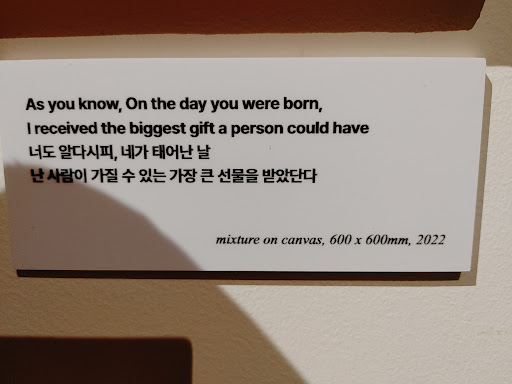 As you know, On the day you were born,
I received the biggest gift a person could have
너도 알다시피, 네가 태어난 날
난 사람이 가질 수 있는 가장 큰 선물을 받았단다
mixture on canvas, 600 x 600mm, 2022